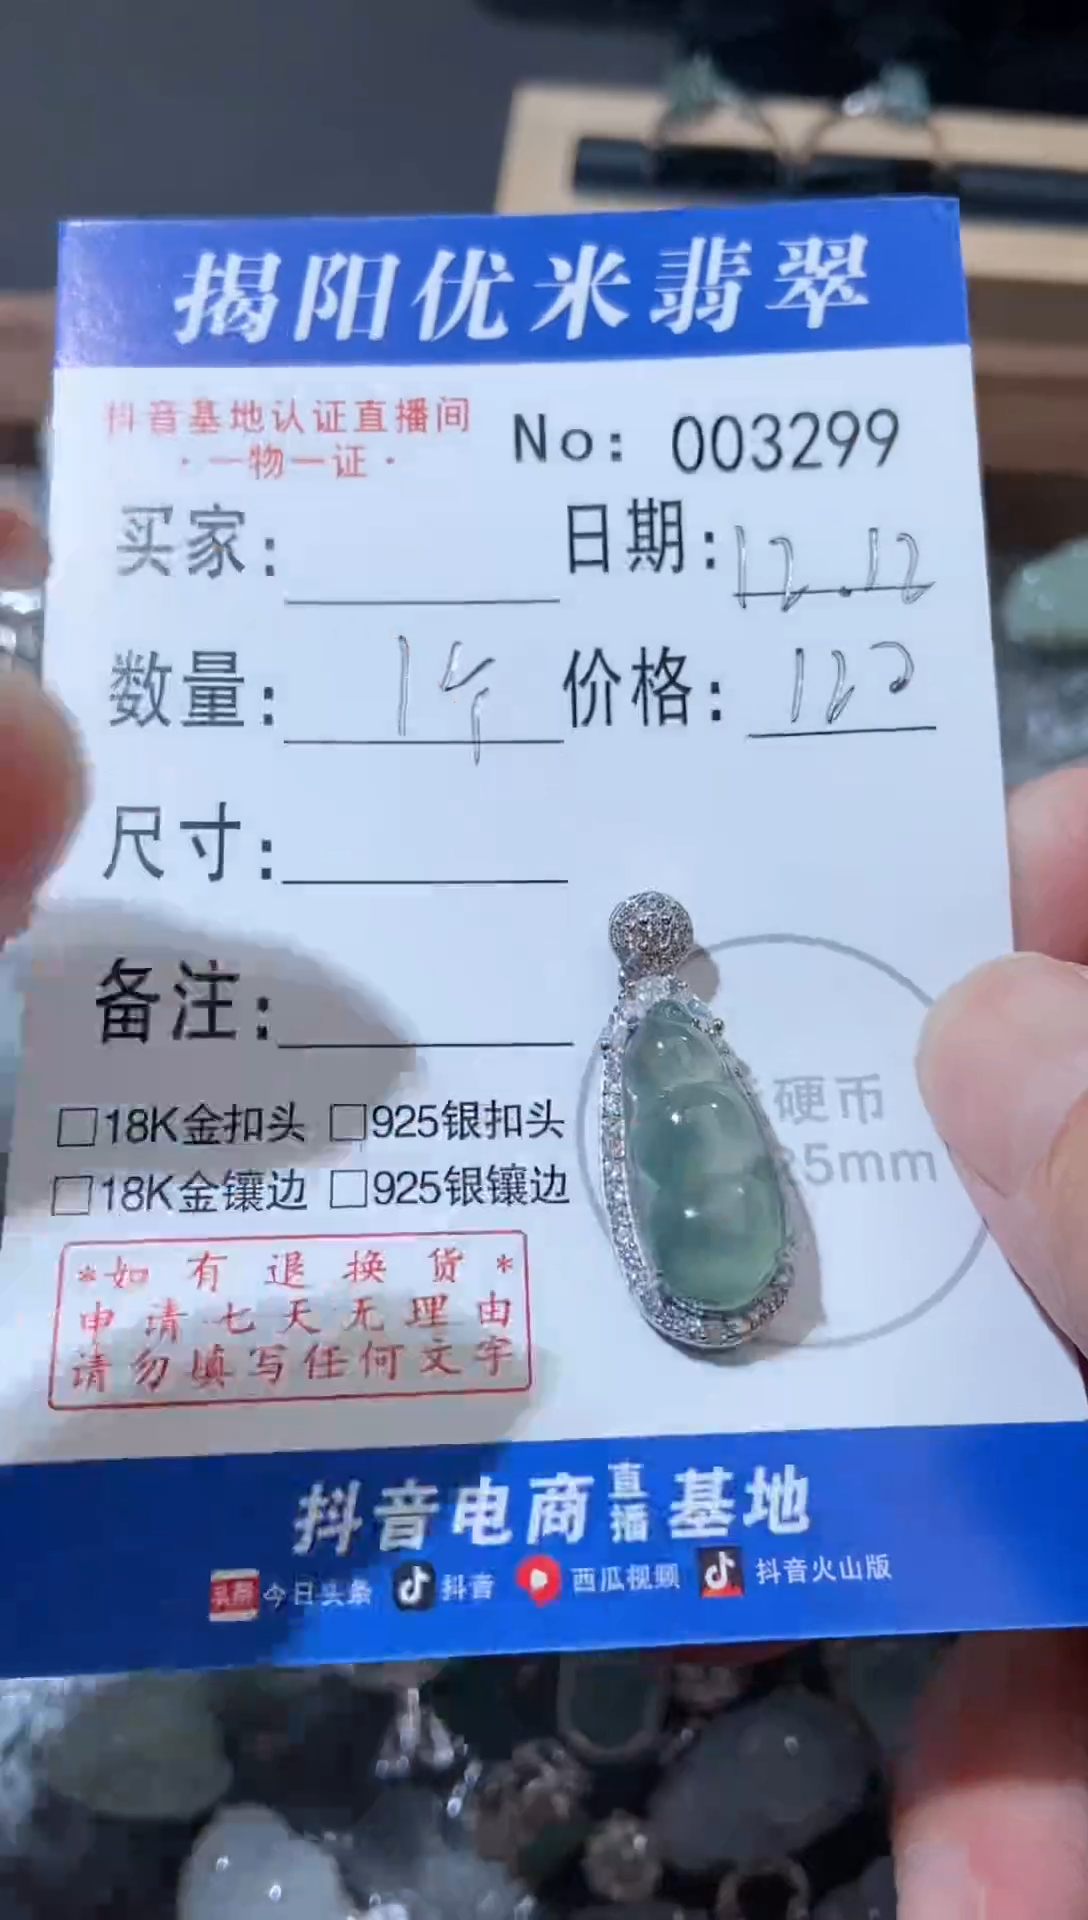 揭阳优米翡翠
抖音基地认证直播间
·一物一证·
No: 003299
买家:
日期: 12.12
数量: 1件
价格:
尺寸:
备注:
硬币
25mm
□18K金扣头 □925银扣头
□18K金镶边 □925银镶边
*如有退换货*
申请七天无理由
请勿填写任何文字
抖音电商直播基地
头条 今日头条 抖音 西瓜视频 抖音火山版